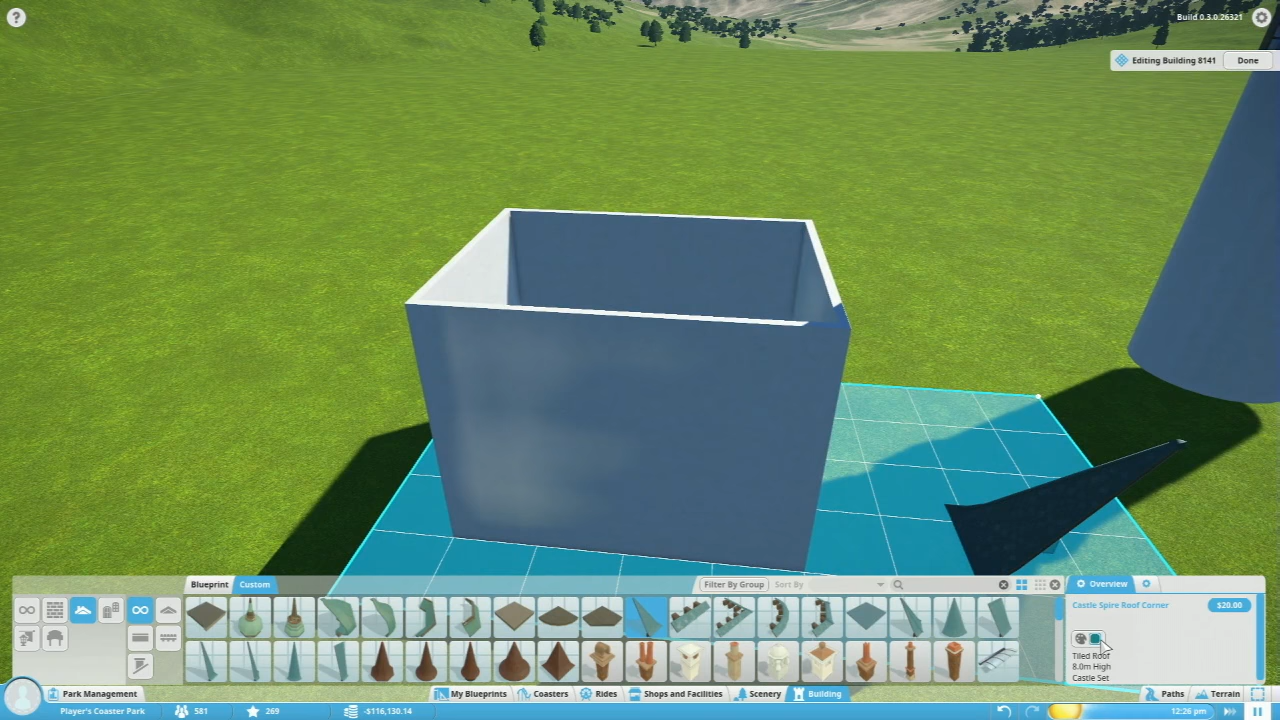 ?
Build 0.3.0.26321
Editing Building 8141
Done
Blueprint
Custom
Filter By Group
Sort By
Overview
Castle Spire Roof Corner
$20.00
Tiled Roof
8.0m High
Castle Set
Park Management
My Blueprints
Coasters
Rides
Shops and Facilities
Scenery
Building
Paths
Terrain
Player's Coaster Park
581
269
-$116,130.14
12:26 pm